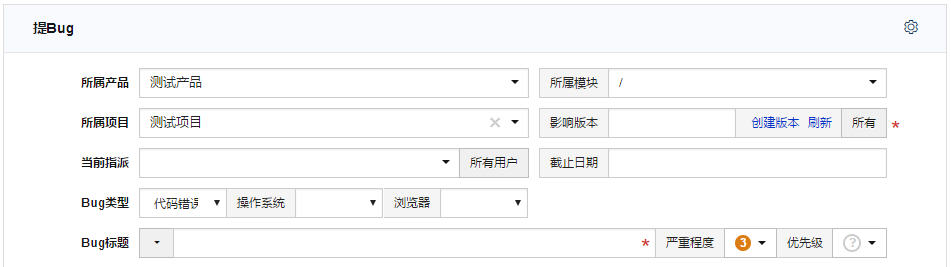 提Bug
所属产品 测试产品 所属模块 /
所属项目 测试项目 影响版本 创建版本 刷新 所有 *
当前指派 所有用户 截止日期
Bug类型 代码错误 操作系统 浏览器
Bug标题 * 严重程度 3 优先级 ?